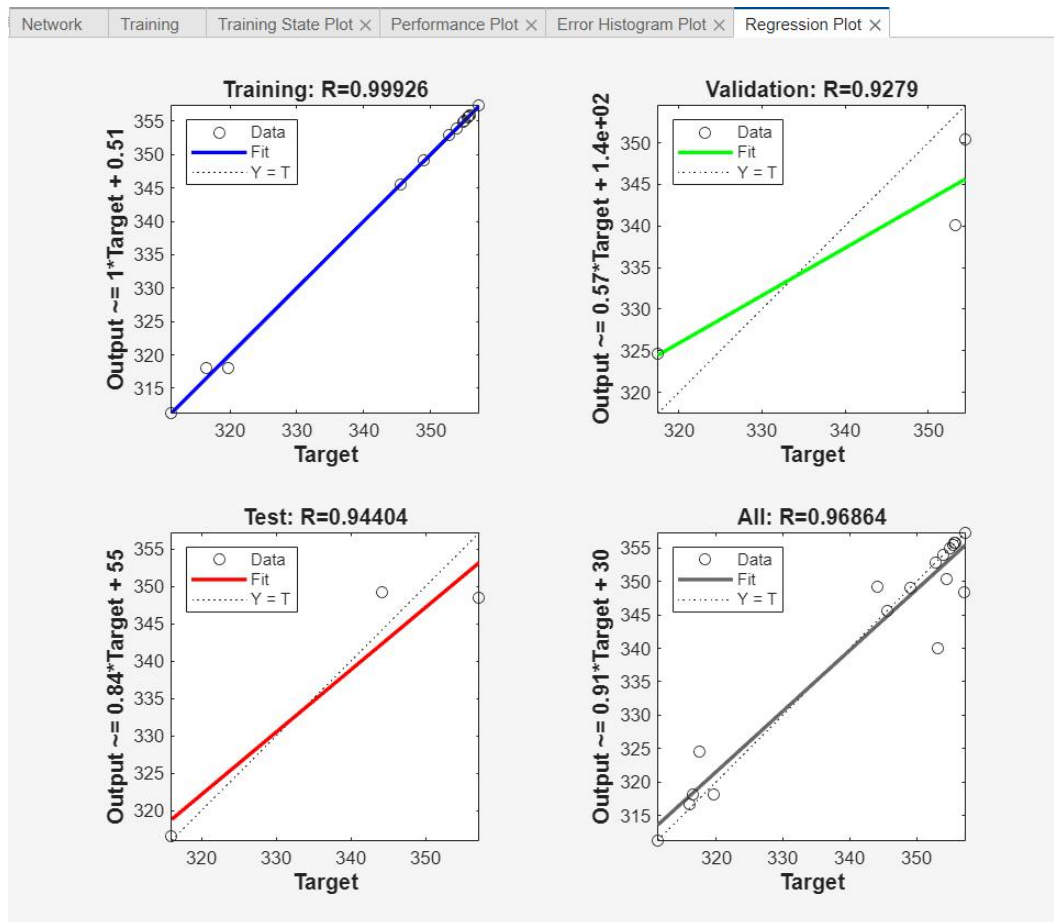 Network Training Training State Plot × Performance Plot × Error Histogram Plot × Regression Plot ×
Training: R=0.99926
Output ~= 1*Target + 0.51
Data
Fit
Y = T
355
350
345
340
335
330
325
320
315
320 330 340 350
Target
Validation: R=0.9279
Output ~= 0.57*Target + 1.4e+02
Data
Fit
Y = T
350
345
340
335
330
325
320
320 330 340 350
Target
Test: R=0.94404
Output ~= 0.84*Target + 55
Data
Fit
Y = T
355
350
345
340
335
330
325
320
320 330 340 350
Target
All: R=0.96864
Output ~= 0.91*Target + 30
Data
Fit
Y = T
355
350
345
340
335
330
325
320
315
320 330 340 350
Target